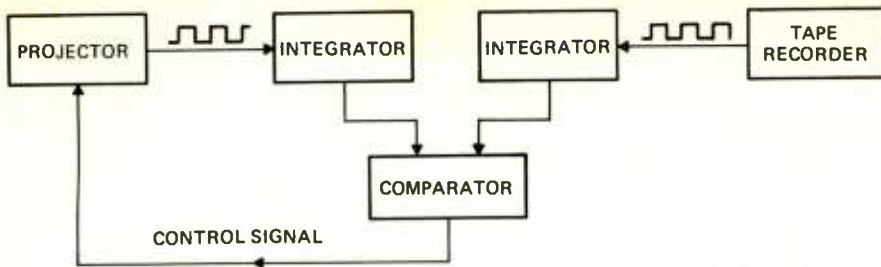 PROJECTOR
INTEGRATOR
INTEGRATOR
TAPE
RECORDER
COMPARATOR
CONTROL SIGNAL